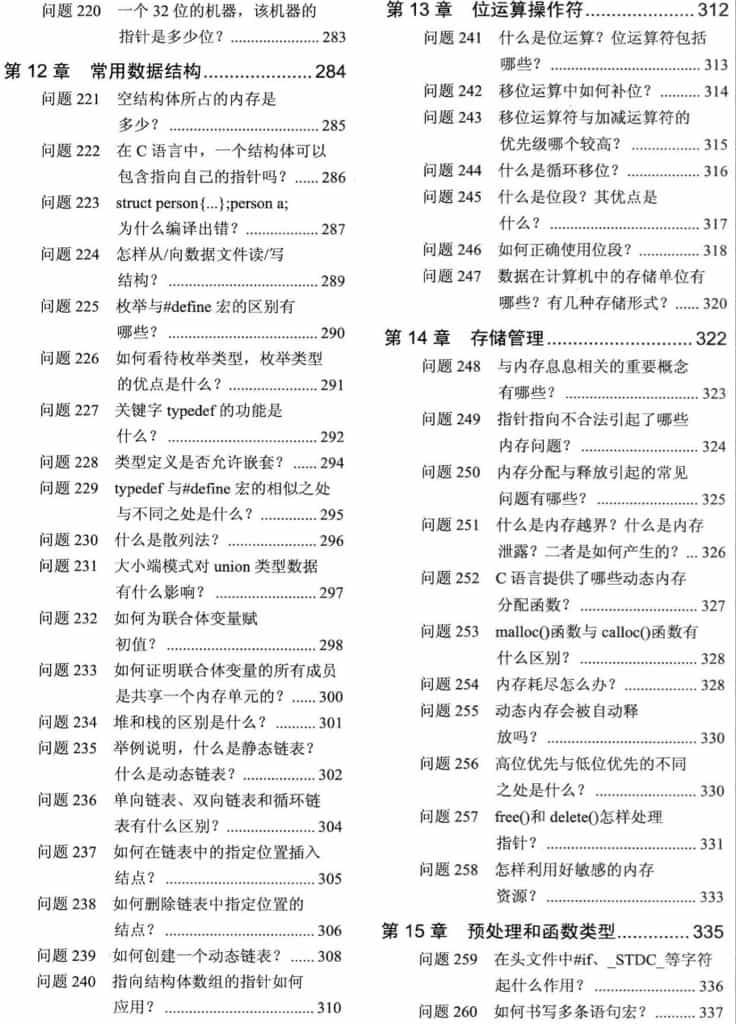 问题 220 一个 32 位的机器，该机器的
指针是多少位？ ..................... 283
第 12 章 常用数据结构..................... 284
问题 221 空结构体所占的内存是
多少？ ................................... 285
问题 222 在 C 语言中，一个结构体可以
包含指向自己的指针吗？ ...... 286
问题 223 struct person{...};person a;
为什么编译出错？ ................. 287
问题 224 怎样从/向数据文件读/写
结构？ ................................... 289
问题 225 枚举与#define 宏的区别有
哪些？ ................................... 290
问题 226 如何看待枚举类型，枚举类型
的优点是什么？ ..................... 291
问题 227 关键字 typedef 的功能是
什么？ ................................... 292
问题 228 类型定义是否允许嵌套？ ...... 294
问题 229 typedef 与#define 宏的相似之处
与不同之处是什么？ ............. 295
问题 230 什么是散列法？ ................... 296
问题 231 大小端模式对 union 类型数据
有什么影响？ ........................ 297
问题 232 如何为联合体变量赋
初值？ ................................... 298
问题 233 如何证明联合体变量的所有成员
是共享一个内存单元的？ ...... 300
问题 234 堆和栈的区别是什么？ .......... 301
问题 235 举例说明，什么是静态链表？
什么是动态链表？ ................. 302
问题 236 单向链表、双向链表和循环链
表有什么区别？ ..................... 304
问题 237 如何在链表中的指定位置插入
结点？ ................................... 305
问题 238 如何删除链表中指定位置的
结点？ ................................... 306
问题 239 如何创建一个动态链表？ ...... 308
问题 240 指向结构体数组的指针如何
应用？ ................................... 310
第 13 章 位运算操作符..................... 312
问题 241 什么是位运算？位运算符包括
哪些？ ................................... 313
问题 242 移位运算中如何补位？ .......... 314
问题 243 移位运算符与加减运算符的
优先级哪个较高？ ................. 315
问题 244 什么是循环移位？ ................ 316
问题 245 什么是位段？其优点是
什么？ ................................... 317
问题 246 如何正确使用位段？ .............. 318
问题 247 数据在计算机中的存储单位有
哪些？有几种存储形式？ ...... 320
第 14 章 存储管理........................... 322
问题 248 与内存息息相关的重要概念
有哪些？ ............................... 323
问题 249 指针指向不合法引起了哪些
内存问题？ ........................... 324
问题 250 内存分配与释放引起的常见
问题有哪些？ ........................ 325
问题 251 什么是内存越界？什么是内存
泄露？二者是如何产生的？ ... 326
问题 252 C 语言提供了哪些动态内存
分配函数？ ........................... 327
问题 253 malloc()函数与 calloc()函数有
什么区别？ ........................... 328
问题 254 内存耗尽怎么办？ ................. 328
问题 255 动态内存会被自动释
放吗？ ................................... 330
问题 256 高位优先与低位优先的不同
之处是什么？ ........................ 330
问题 257 free()和 delete()怎样处理
指针？ ................................... 331
问题 258 怎样利用好敏感的内存
资源？ ................................... 333
第 15 章 预处理和函数类型.............. 335
问题 259 在头文件中#if、_STDC_等字符
起什么作用？ ........................ 336
问题 260 如何书写多条语句宏？ .......... 337